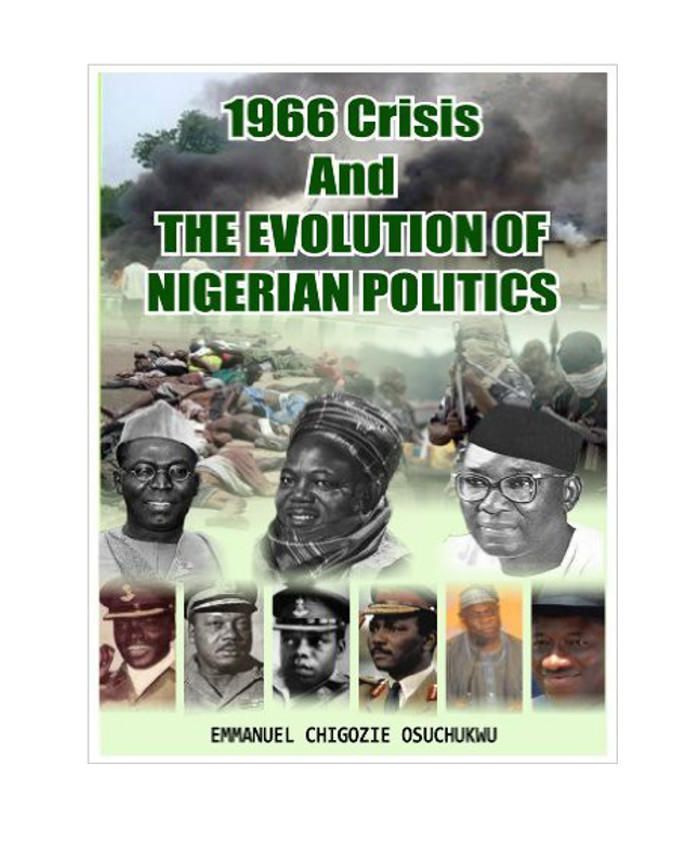 1966 Crisis
And
THE EVOLUTION OF
NIGERIAN POLITICS
EMMANUEL CHIGOZIE OSUCHUKWU